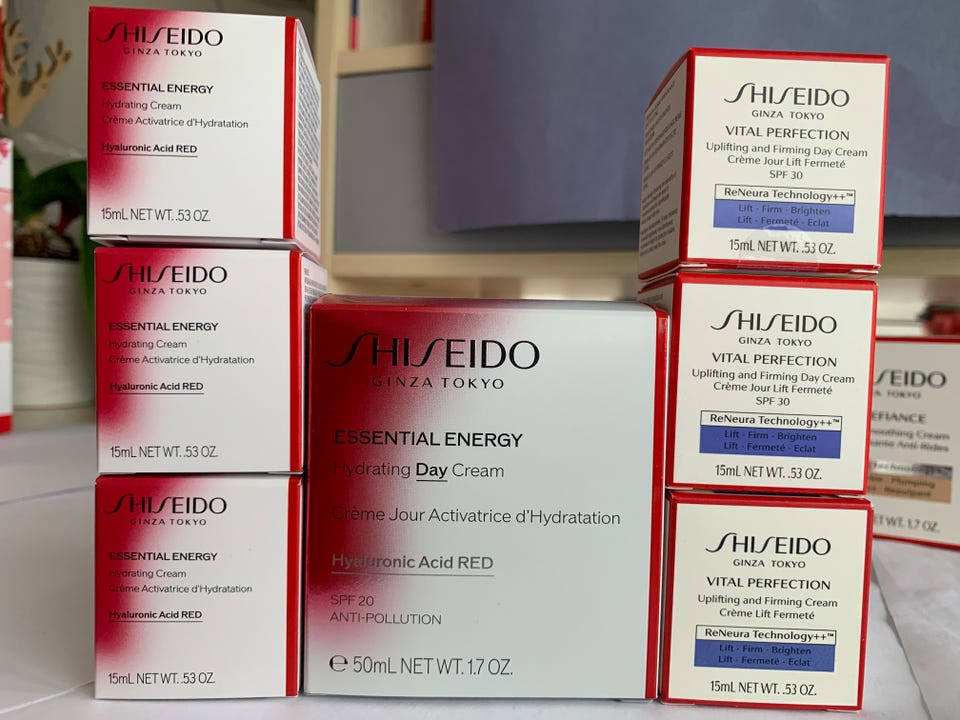 SHISEIDO
GINZA TOKYO
ESSENTIAL ENERGY
Hydrating Cream
Crème Activatrice d'Hydratation
Hyaluronic Acid RED
15mL NET WT. .53 OZ.
SHISEIDO
GINZA TOKYO
ESSENTIAL ENERGY
Hydrating Cream
Crème Activatrice d'Hydratation
Hyaluronic Acid RED
15mL NET WT. .53 OZ.
SHISEIDO
GINZA TOKYO
ESSENTIAL ENERGY
Hydrating Cream
Crème Activatrice d'Hydratation
Hyaluronic Acid RED
15mL NET WT. .53 OZ.
SHISEIDO
GINZA TOKYO
ESSENTIAL ENERGY
Hydrating Day Cream
Crème Jour Activatrice d'Hydratation
Hyaluronic Acid RED
SPF 20
ANTI-POLLUTION
℮ 50mL NET WT. 1.7 OZ.
SHISEIDO
GINZA TOKYO
VITAL PERFECTION
Uplifting and Firming Day Cream
Crème Jour Lift Fermeté
SPF 30
ReNeura Technology++™
Lift - Firm - Brighten
Lift - Fermeté - Eclat
15mL NET WT. .53 OZ.
SHISEIDO
GINZA TOKYO
VITAL PERFECTION
Uplifting and Firming Day Cream
Crème Jour Lift Fermeté
SPF 30
ReNeura Technology++™
Lift - Firm - Brighten
Lift - Fermeté - Eclat
15mL NET WT. .53 OZ.
SHISEIDO
GINZA TOKYO
VITAL PERFECTION
Uplifting and Firming Cream
Crème Lift Fermeté
ReNeura Technology++™
Lift - Firm - Brighten
Lift - Fermeté - Eclat
15mL NET WT. .53 OZ.
SEIDO
TOKYO
EFIANCE
oothing Cream
Anti-Rides
Plumping
ET WT. 1.7 OZ.